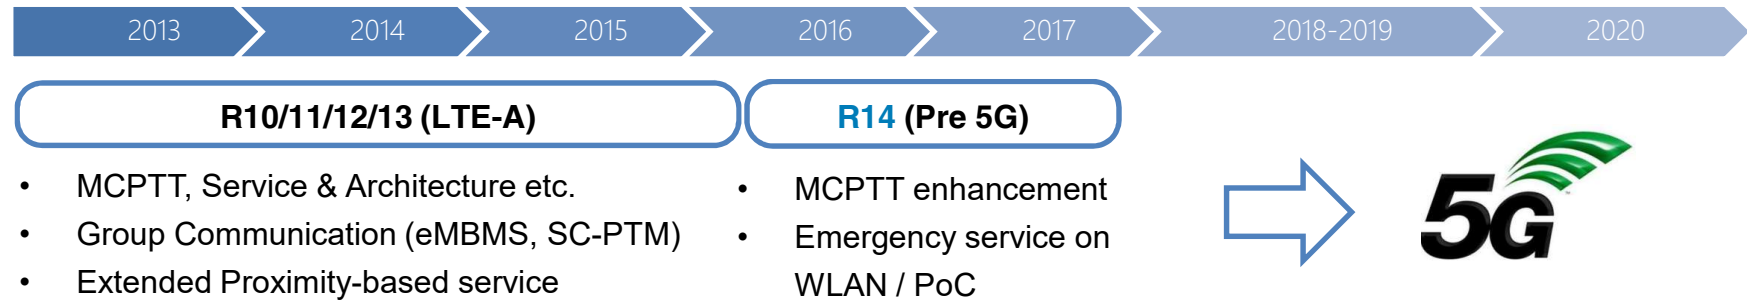 2013 2014 2015 2016 2017 2018-2019 2020
R10/11/12/13 (LTE-A)
• MCPTT, Service & Architecture etc.
• Group Communication (eMBMS, SC-PTM)
• Extended Proximity-based service
R14 (Pre 5G)
• MCPTT enhancement
• Emergency service on
WLAN / PoC
5G